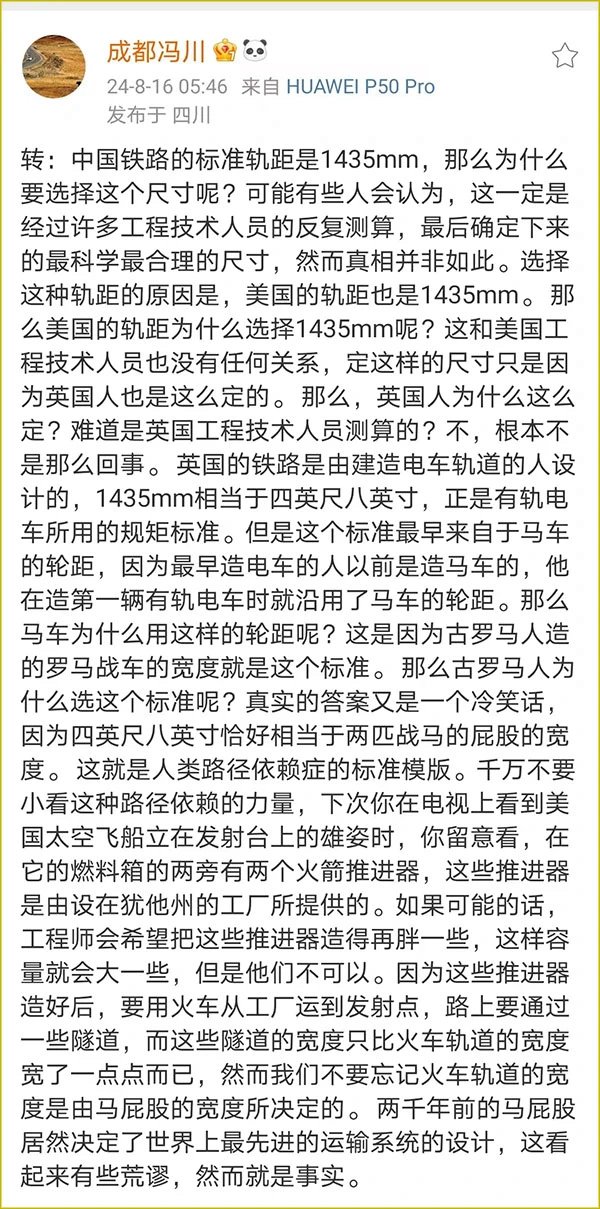 成都冯川
24-8-16 05:46 来自 HUAWEI P50 Pro
发布于 四川
转：中国铁路的标准轨距是1435mm，那么为什么
要选择这个尺寸呢？可能有些人会认为，这一定是
经过许多工程技术人员的反复测算，最后确定下来
的最科学最合理的尺寸，然而真相并非如此。选择
这种轨距的原因是，美国的轨距也是1435mm。 那
么美国的轨距为什么选择1435mm呢？这和美国工
程技术人员也没有任何关系，定这样的尺寸只是因
为英国人也是这么定的。 那么，英国人为什么这么
定？难道是英国工程技术人员测算的？不，根本不
是那么回事。 英国的铁路是由建造电车轨道的人设
计的，1435mm相当于四英尺八英寸，正是有轨电
车所用的规矩标准。但是这个标准最早来自于马车
的轮距，因为最早造电车的人以前是造马车的，他
在造第一辆有轨电车时就沿用了马车的轮距。那么
马车为什么用这样的轮距呢？这是因为古罗马人造
的罗马战车的宽度就是这个标准。 那么古罗马人为
什么选这个标准呢？真实的答案又是一个冷笑话，
因为四英尺八英寸恰好相当于两匹战马的屁股的宽
度。 这就是人类路径依赖症的标准模版。千万不要
小看这种路径依赖的力量，下次你在电视上看到美
国太空飞船立在发射台上的雄姿时，你留意看，在
它的燃料箱的两旁有两个火箭推进器，这些推进器
是由设在犹他州的工厂所提供的。如果可能的话，
工程师会希望把这些推进器造得再胖一些，这样容
量就会大一些，但是他们不可以。因为这些推进器
造好后，要用火车从工厂运到发射点，路上要通过
一些隧道，而这些隧道的宽度只比火车轨道的宽度
宽了一点点而已，然而我们不要忘记火车轨道的宽
度是由马屁股的宽度所决定的。 两千年前的马屁股
居然决定了世界上最先进的运输系统的设计，这看
起来有些荒谬，然而就是事实。